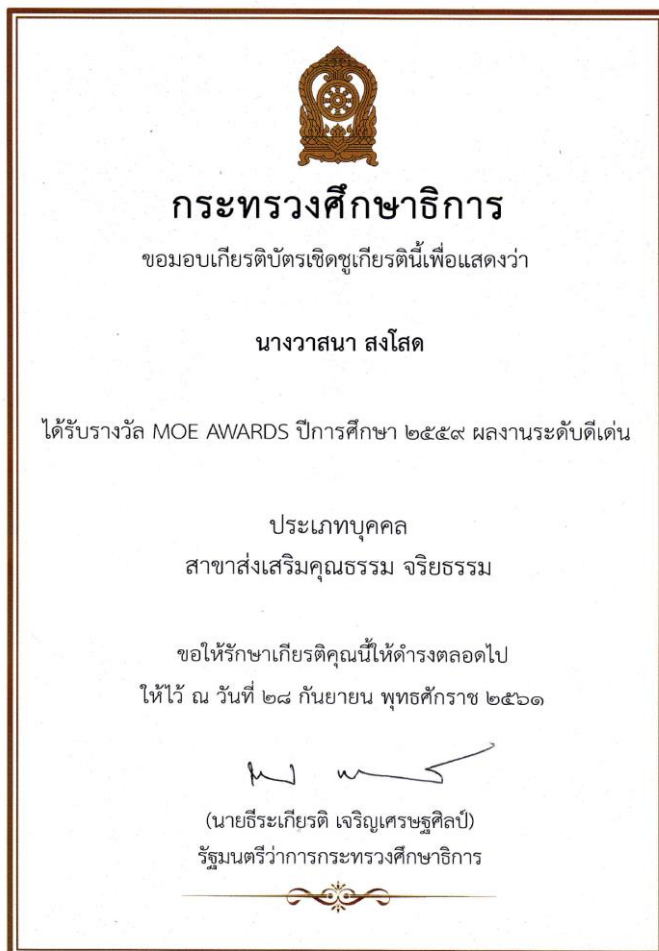 กระทรวงศึกษาธิการ
ขอมอบเกียรติบัตรเชิดชูเกียรตินี้เพื่อแสดงว่า
นางวาสนา สงโสด
ได้รับรางวัล MOE AWARDS ปีการศึกษา ๒๕๕๙ ผลงานระดับดีเด่น
ประเภทบุคคล
สาขาส่งเสริมคุณธรรม จริยธรรม
ขอให้รักษาเกียรติคุณนี้ให้ดำรงตลอดไป
ให้ไว้ ณ วันที่ ๒๘ กันยายน พุทธศักราช ๒๕๖๑
(นายธีระเกียรติ เจริญเศรษฐศิลป์)
รัฐมนตรีว่าการกระทรวงศึกษาธิการ